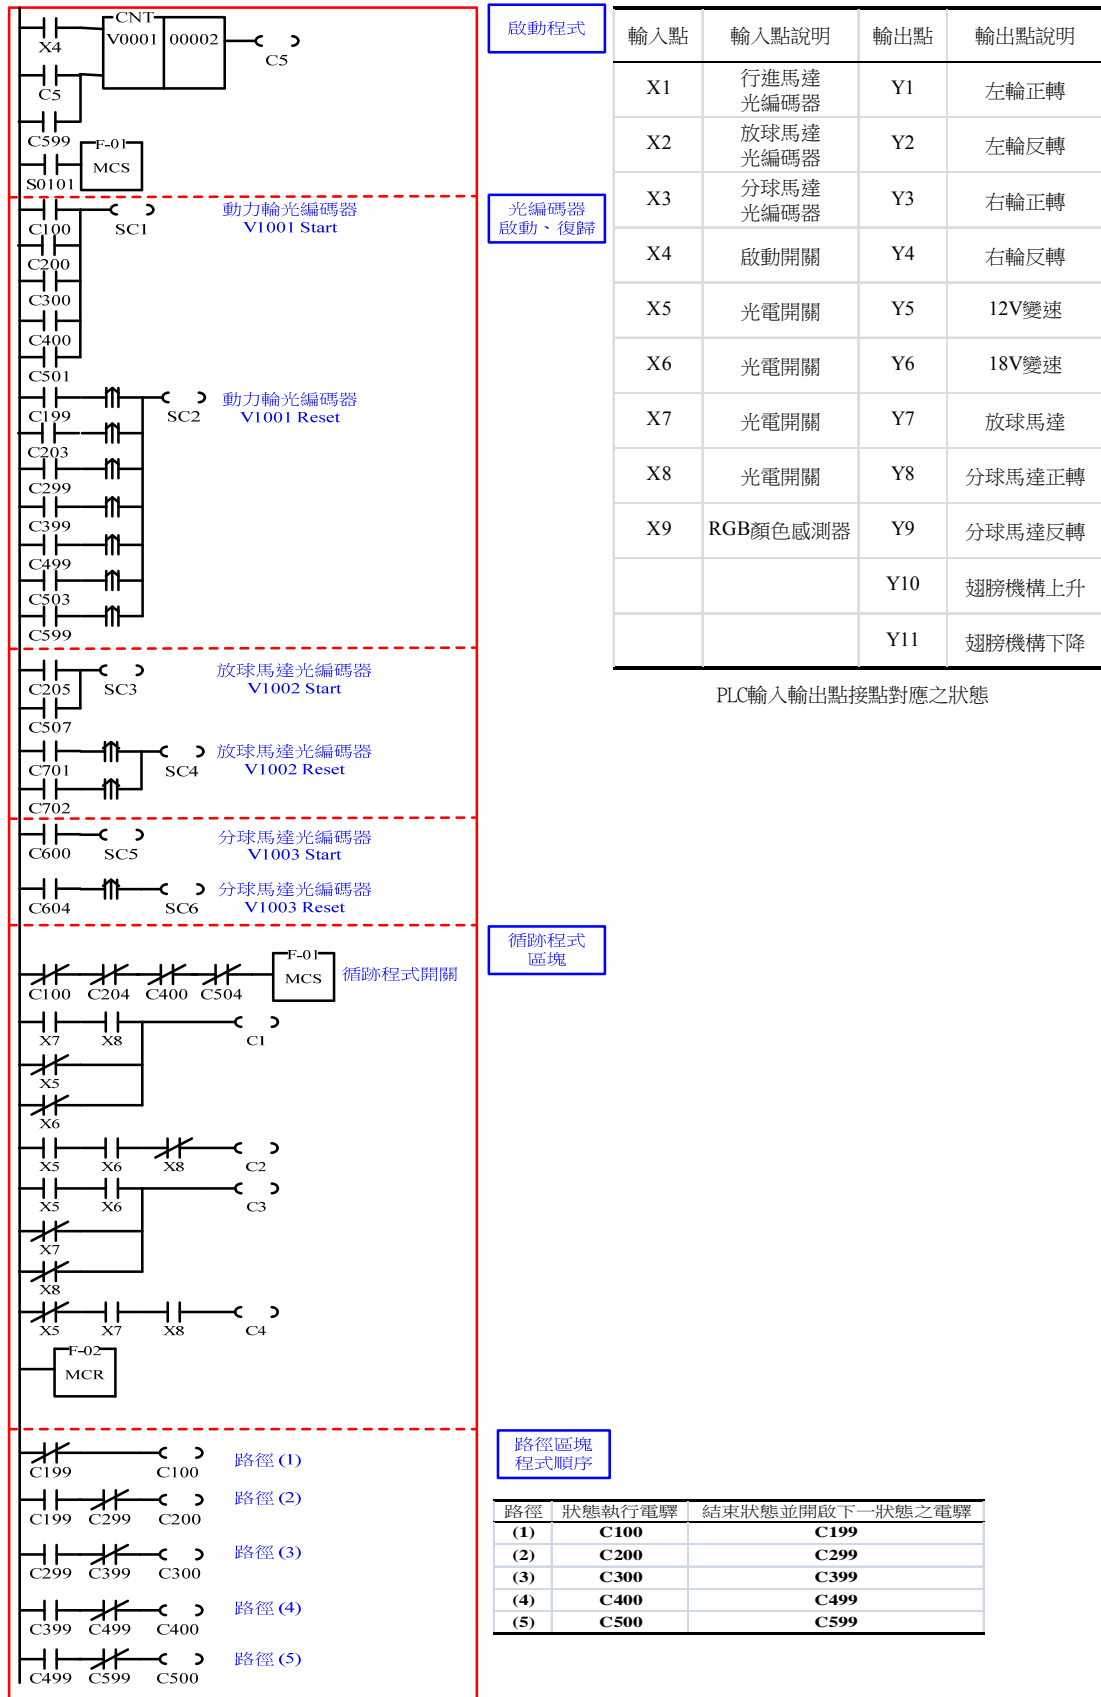 CNT
X4
V0001
00002
C5
C5
C599
F-01
MCS
S0101
啟動程式
C100
SC1
動力輪光編碼器
V1001 Start
C200
C300
C400
C501
光編碼器
啟動、復歸
C199
SC2
動力輪光編碼器
V1001 Reset
C203
C299
C399
C499
C503
C599
C205
SC3
放球馬達光編碼器
V1002 Start
C507
C701
SC4
放球馬達光編碼器
V1002 Reset
C702
C600
SC5
分球馬達光編碼器
V1003 Start
C604
SC6
分球馬達光編碼器
V1003 Reset
循跡程式
區塊
C100
C204
C400
C504
F-01
MCS
循跡程式開關
X7
X8
C1
X5
X6
X5
X6
X8
C2
X5
X6
C3
X7
X8
X5
X7
X8
C4
F-02
MCR
路徑區塊
程式順序
C199
C100
路徑(1)
C199
C299
C200
路徑(2)
C299
C399
C300
路徑(3)
C399
C499
C400
路徑(4)
C499
C599
C500
路徑(5)
輸入點 輸入點說明 輸出點 輸出點說明
X1 行進馬達光編碼器 Y1 左輪正轉
X2 放球馬達光編碼器 Y2 左輪反轉
X3 分球馬達光編碼器 Y3 右輪正轉
X4 啟動開關 Y4 右輪反轉
X5 光電開關 Y5 12V變速
X6 光電開關 Y6 18V變速
X7 光電開關 Y7 放球馬達
X8 光電開關 Y8 分球馬達正轉
X9 RGB顏色感測器 Y9 分球馬達反轉
Y10 翅膀機構上升
Y11 翅膀機構下降
PLC輸入輸出點接點對應之狀態
路徑 狀態執行電驛 結束狀態並開啟下一狀態之電驛
(1) C100 C199
(2) C200 C299
(3) C300 C399
(4) C400 C499
(5) C500 C599